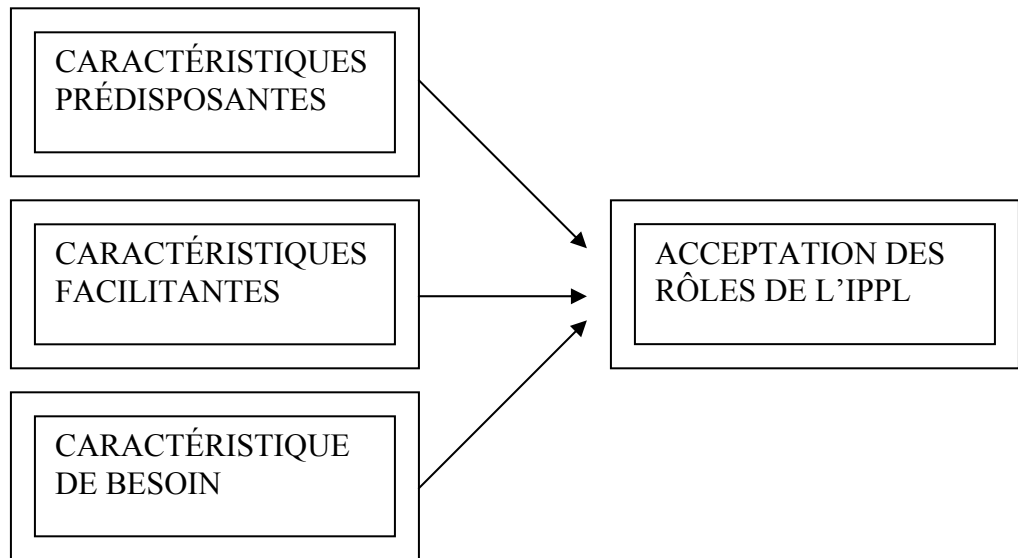 CARACTÉRISTIQUES
PRÉDISPOSANTES
CARACTÉRISTIQUES
FACILITANTES
CARACTÉRISTIQUE
DE BESOIN
ACCEPTATION DES
RÔLES DE L’IPPL